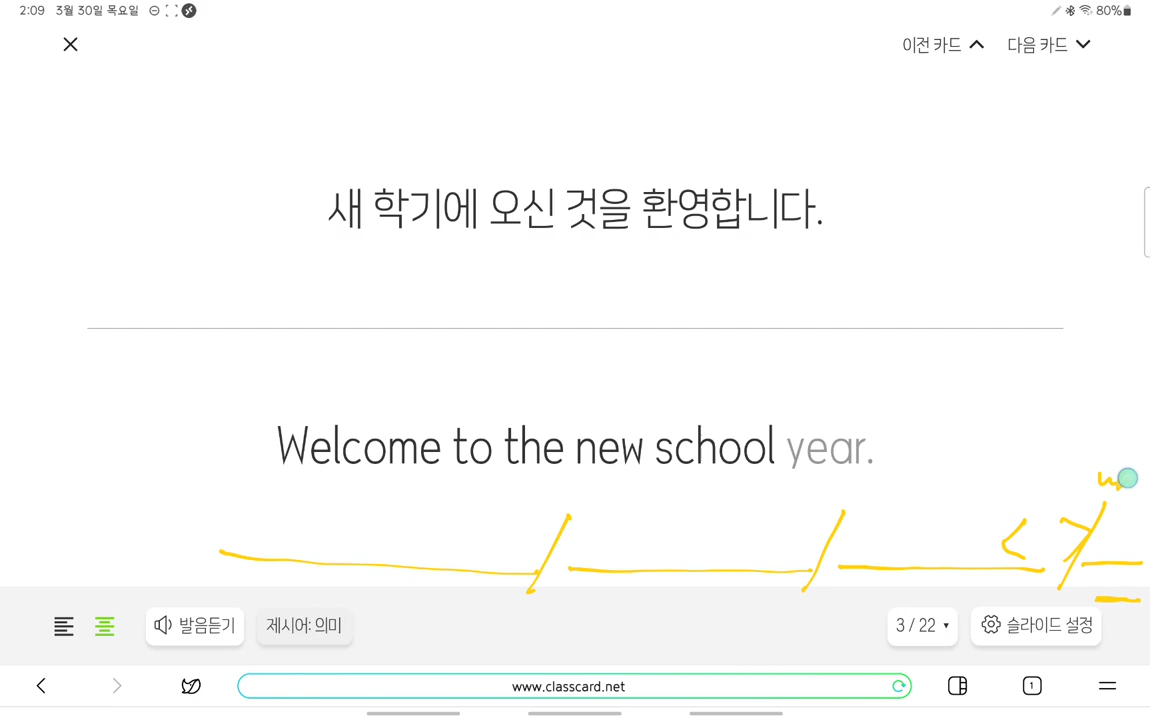 2:09 3월 30일 목요일 80%
이전 카드 다음 카드
새 학기에 오신 것을 환영합니다.
Welcome to the new school year.
발음듣기 제시어: 의미 3 / 22 슬라이드 설정
www.classcard.net 1